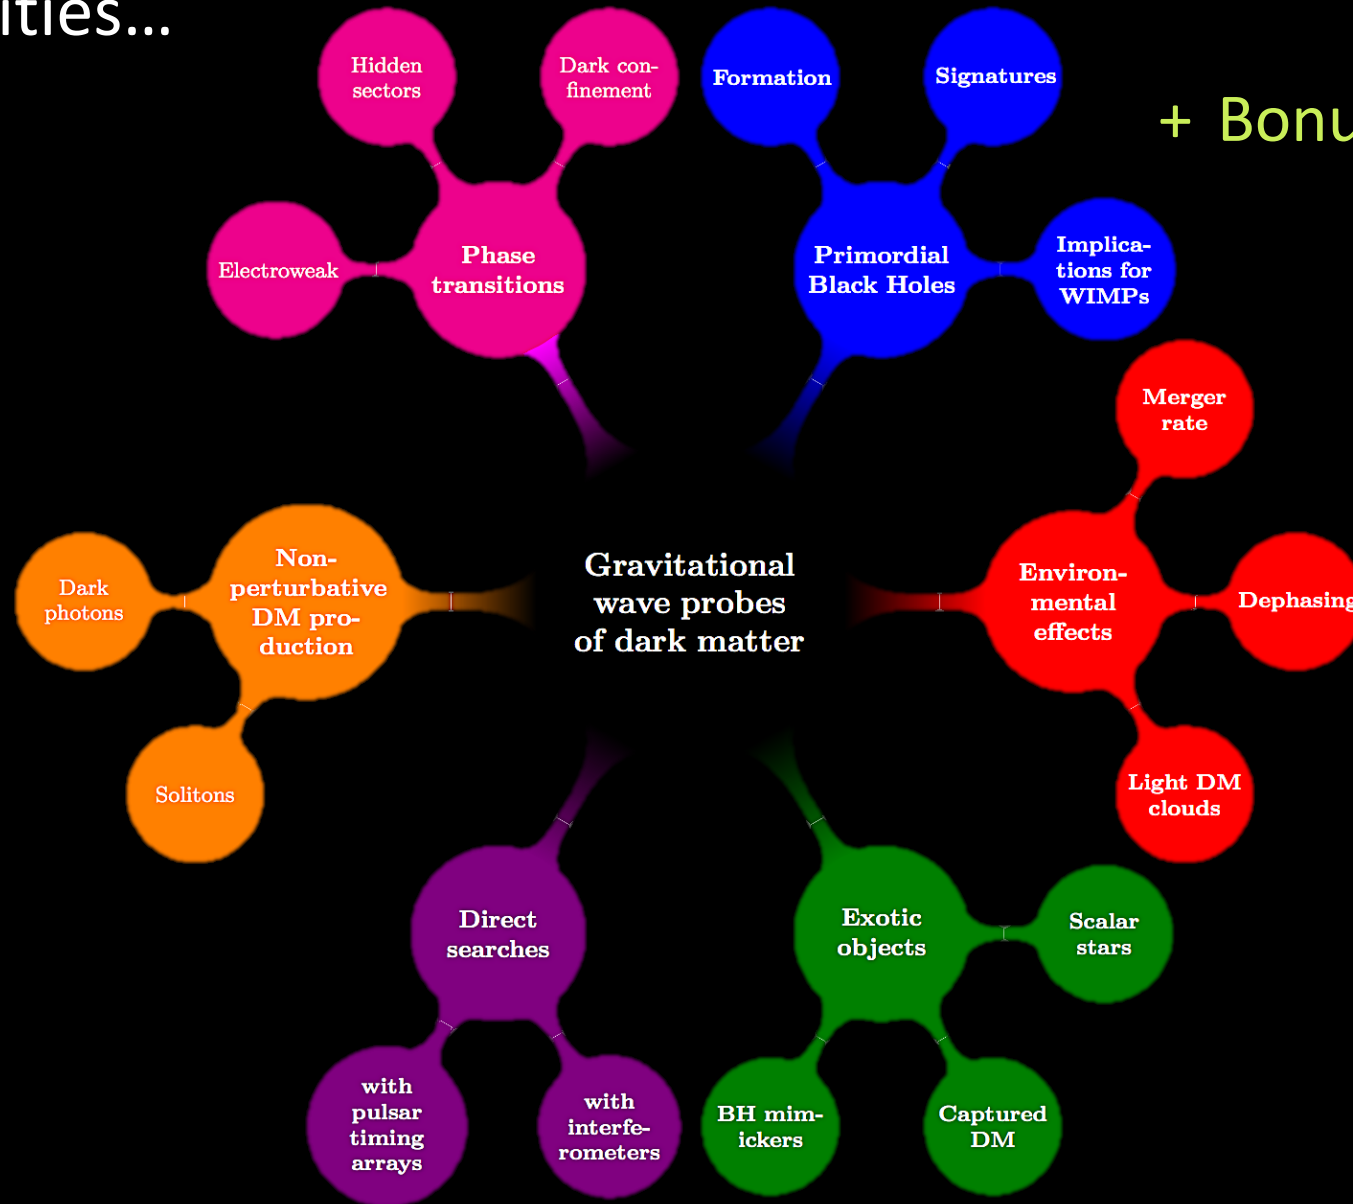 ities...
+ Bonu
Hidden
sectors
Dark con-
finement
Electroweak
Phase
transitions
Formation
Signatures
Primordial
Black Holes
Implica-
tions for
WIMPs
Merger
rate
Environ-
mental
effects
Dephasing
Light DM
clouds
Gravitational
wave probes
of dark matter
Non-
perturbative
DM pro-
duction
Dark
photons
Solitons
Direct
searches
with
pulsar
timing
arrays
with
interfe-
rometers
Exotic
objects
Scalar
stars
BH mim-
ickers
Captured
DM